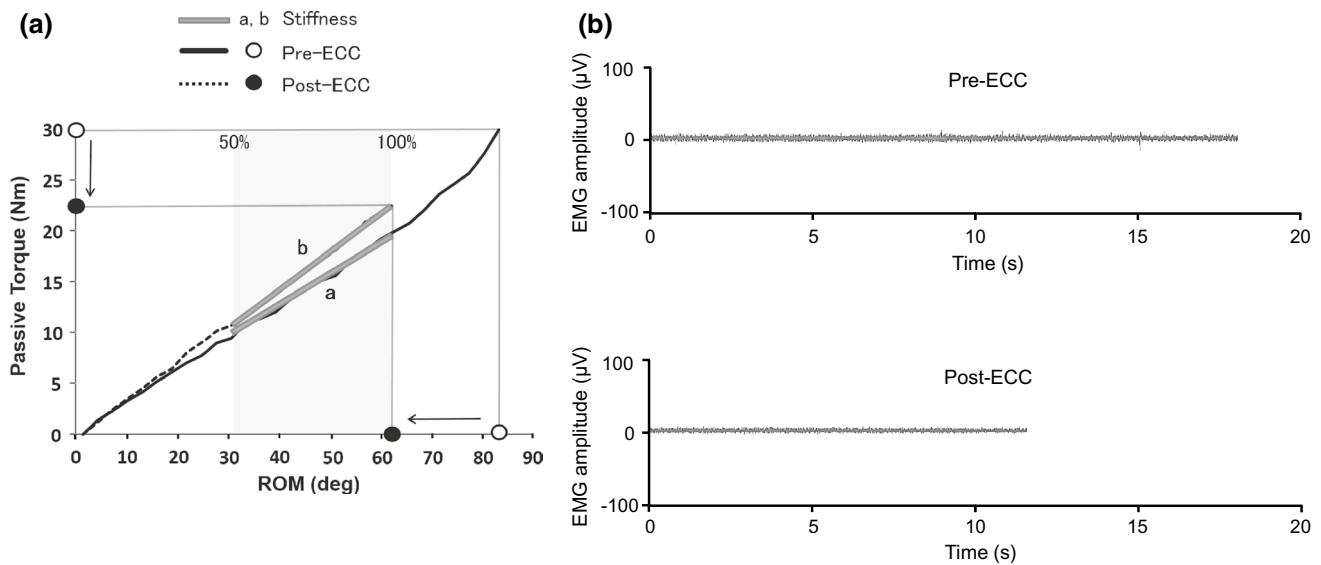 (a)
a, b Stiffness
Pre-ECC
Post-ECC
Passive Torque (Nm)
30
25
20
15
10
5
0
50%
100%
b
a
0 10 20 30 40 50 60 70 80 90
ROM (deg)
(b)
Pre-ECC
EMG amplitude (µV)
100
0
-100
0 5 10 15 20
Time (s)
Post-ECC
EMG amplitude (µV)
100
0
-100
0 5 10 15 20
Time (s)